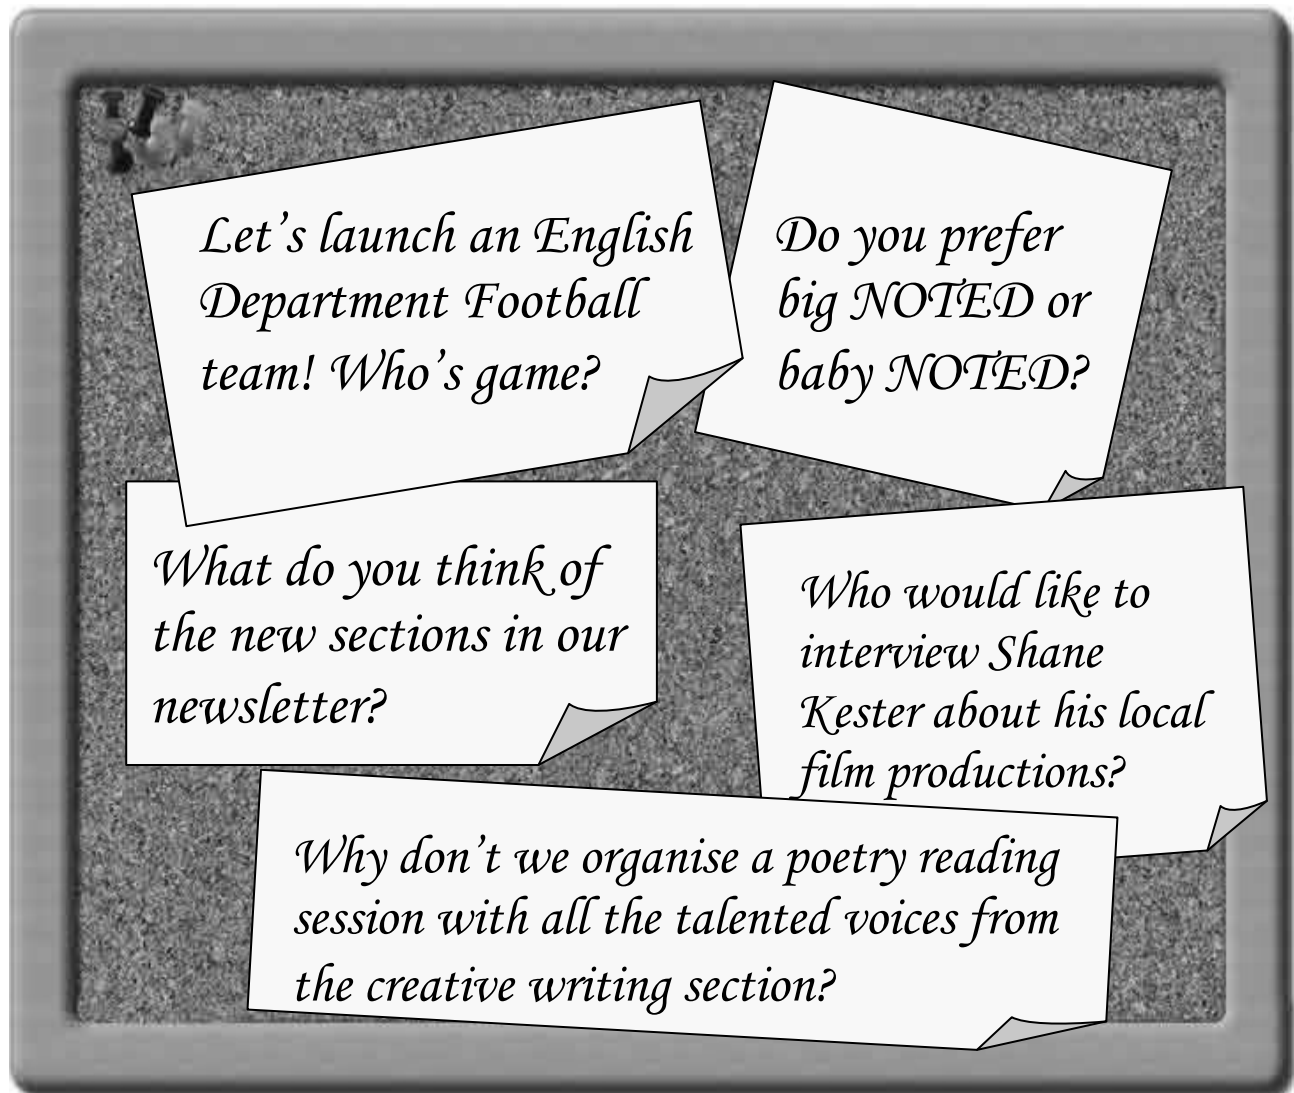 Let’s launch an English
Department Football
team! Who’s game?
Do you prefer
big NOTED or
baby NOTED?
What do you think of
the new sections in our
newsletter?
Who would like to
interview Shane
Kester about his local
film productions?
Why don’t we organise a poetry reading
session with all the talented voices from
the creative writing section?